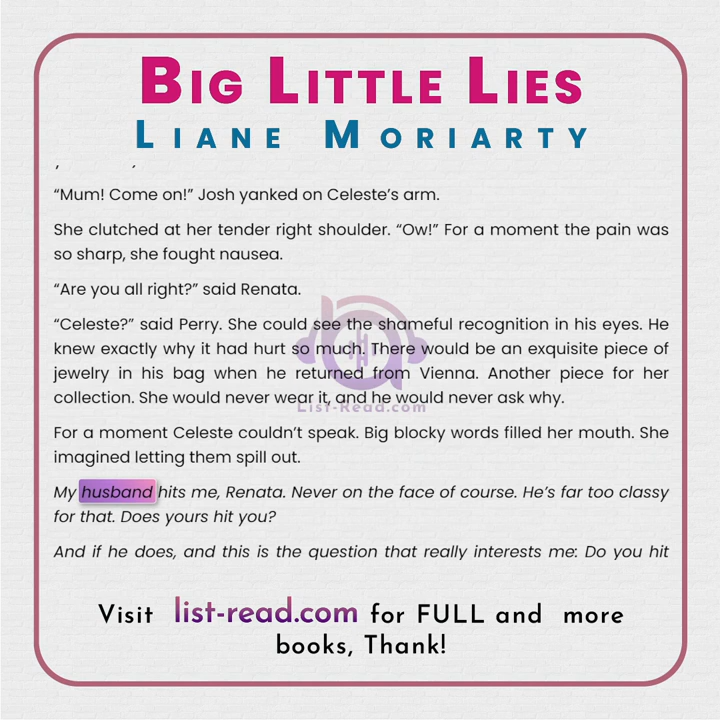 BIG LITTLE LIES
LIANE MORIARTY
“Mum! Come on!” Josh yanked on Celeste’s arm.
She clutched at her tender right shoulder. “Ow!” For a moment the pain was
so sharp, she fought nausea.
“Are you all right?” said Renata.
“Celeste?” said Perry. She could see the shameful recognition in his eyes. He
knew exactly why it had hurt so much. There would be an exquisite piece of
jewelry in his bag when he returned from Vienna. Another piece for her
collection. She would never wear it, and he would never ask why.
List-Read.com
For a moment Celeste couldn’t speak. Big blocky words filled her mouth. She
imagined letting them spill out.
My husband hits me, Renata. Never on the face of course. He’s far too classy
for that. Does yours hit you?
And if he does, and this is the question that really interests me: Do you hit
Visit list-read.com for FULL and more
books, Thank!